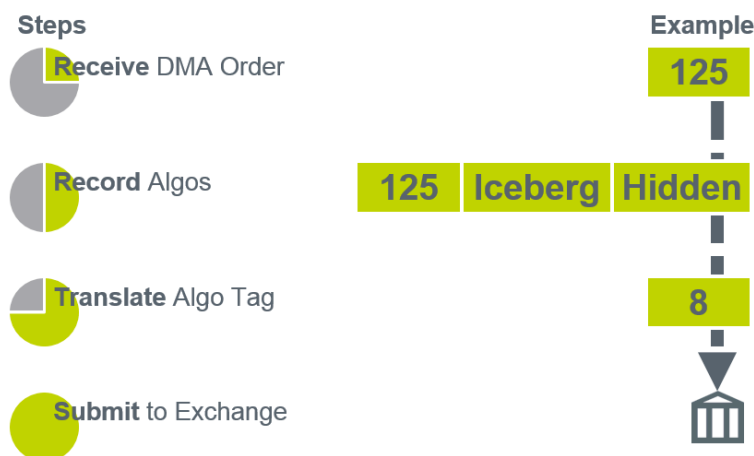 Steps
Example
Receive DMA Order
125
Record Algos
125 Iceberg Hidden
Translate Algo Tag
8
Submit to Exchange